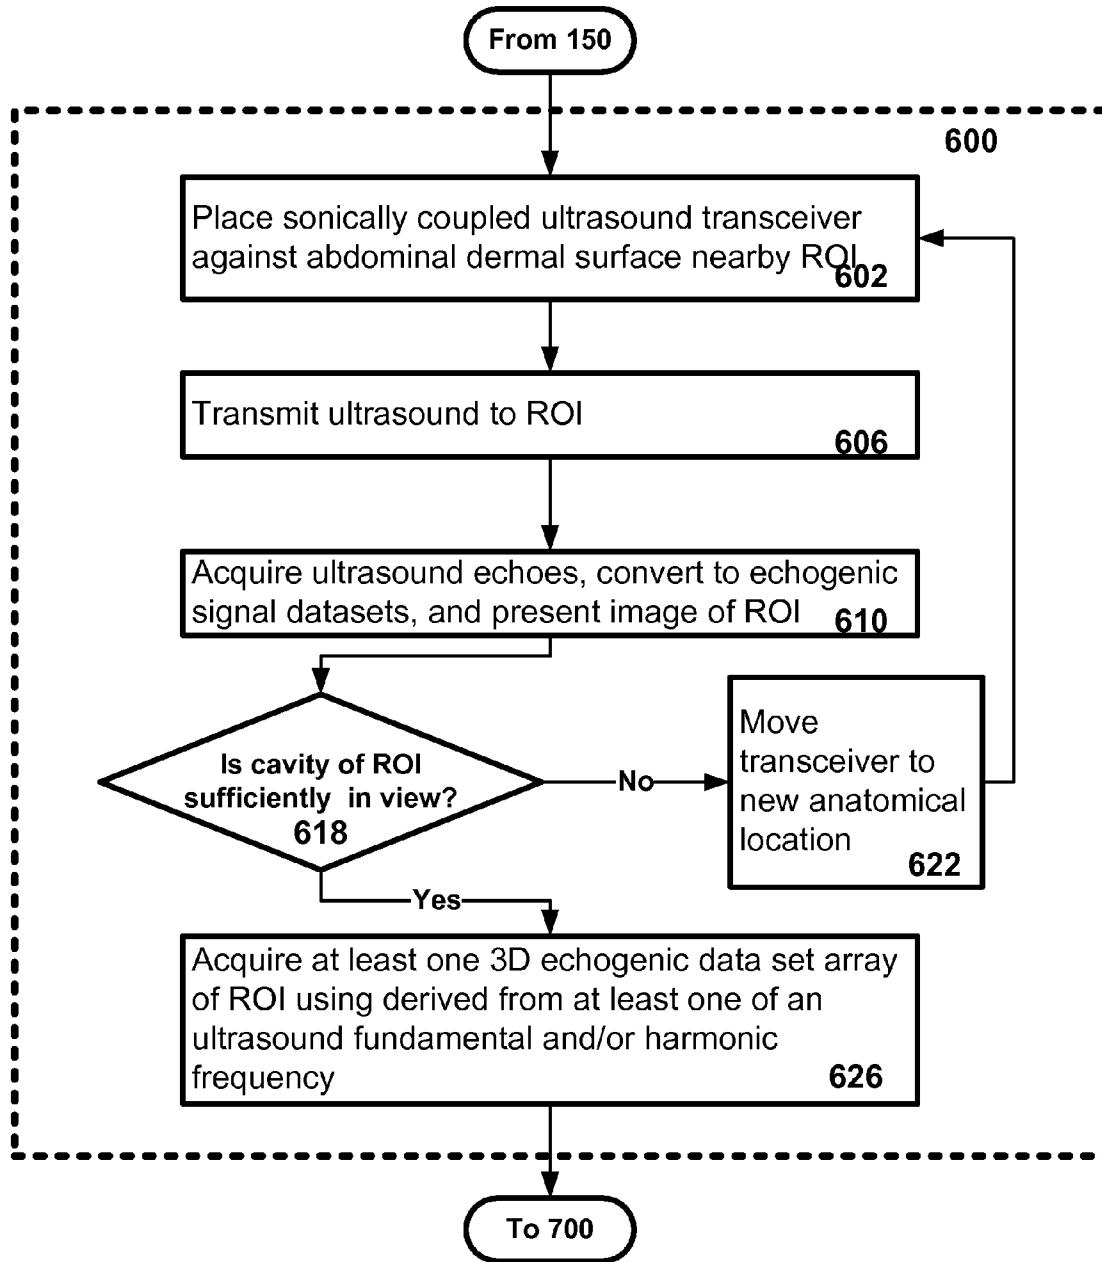 From 150
600
Place sonically coupled ultrasound transceiver
against abdominal dermal surface nearby ROI
602
Transmit ultrasound to ROI
606
Acquire ultrasound echoes, convert to echogenic
signal datasets, and present image of ROI
610
Is cavity of ROI
sufficiently in view?
618
No
Move
transceiver to
new anatomical
location
622
Yes
Acquire at least one 3D echogenic data set array
of ROI using derived from at least one of an
ultrasound fundamental and/or harmonic
frequency
626
To 700